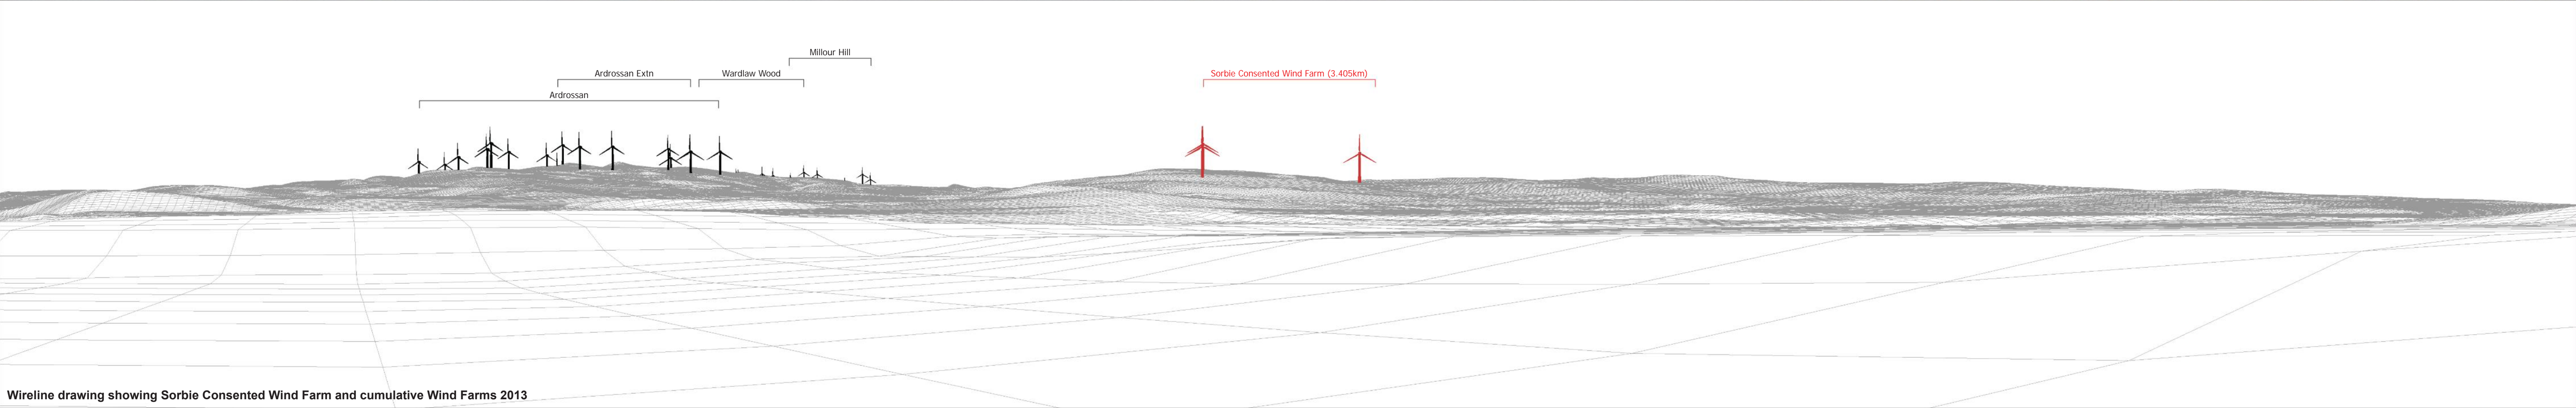 Millour Hill
Ardrossan Extn
Wardlaw Wood
Sorbie Consented Wind Farm (3.405km)
Ardrossan
Wireline drawing showing Sorbie Consented Wind Farm and cumulative Wind Farms 2013